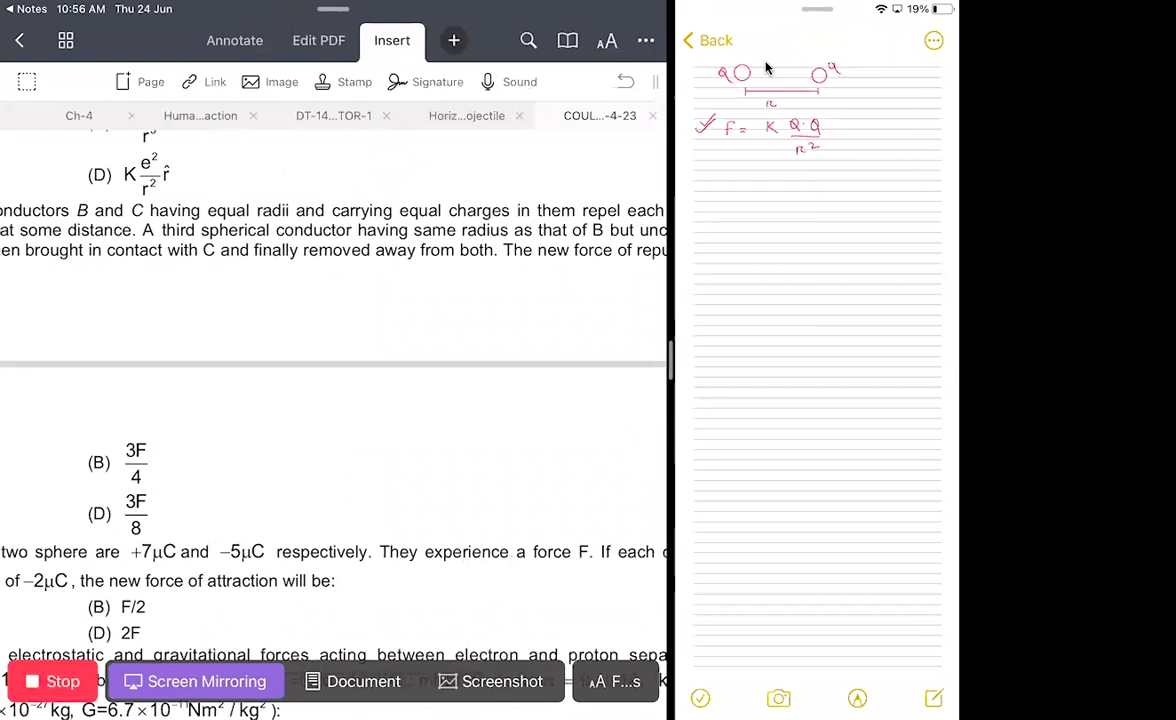 Notes 10:56 AM Thu 24 Jun 19%
Annotate Edit PDF Insert
AA
Page Link Image Stamp Signature Sound
Ch-4 Huma...action DT-14...TOR-1 Horiz...ojectile COUL...-4-23
r³
(D) K e²/r² r̂
onductors B and C having equal radii and carrying equal charges in them repel each
at some distance. A third spherical conductor having same radius as that of B but unc
en brought in contact with C and finally removed away from both. The new force of repu
(B) 3F/4
(D) 3F/8
two sphere are +7μC and −5μC respectively. They experience a force F. If each
of −2μC, the new force of attraction will be:
(B) F/2
(D) 2F
electrostatic and gravitational forces acting between electron and proton sepa
×10⁻²⁷ kg, G=6.7×10⁻¹¹Nm²/kg²):
Stop Screen Mirroring Document Screenshot AA F...s
Back
Q q
r
F = K Q·Q/r²